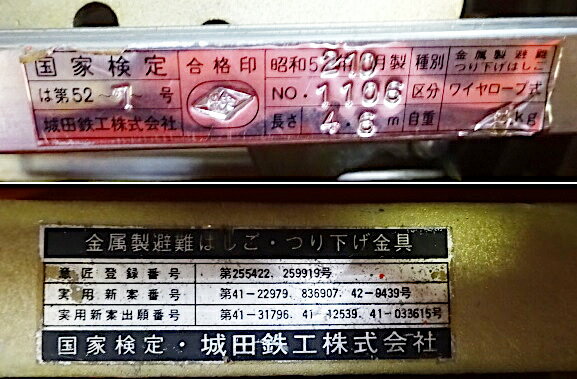 国家検定 合格印 昭和52年10月製 種別 金属製避難つり下げはしご
は第52～1号 NO.1106 区分 ワイヤロープ式
城田鉄工株式会社 長さ 4.6m 自重 kg
金属製避難はしご・つり下げ金具
意匠登録番号 第255422. 259919号
実用新案番号 第41-22979. 836907. 42-9439号
実用新案出願番号 第41-31796. 41-42539. 41-033615号
国家検定・城田鉄工株式会社